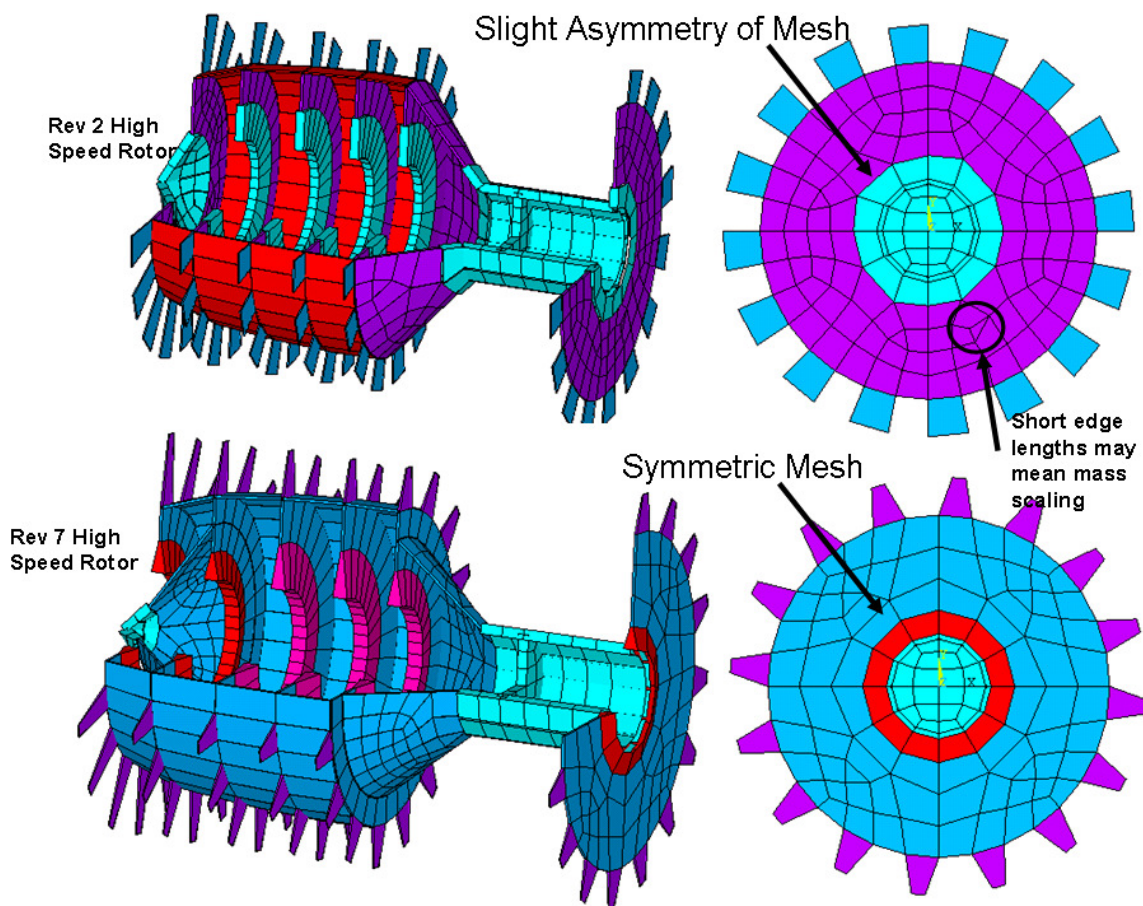 Slight Asymmetry of Mesh
Rev 2 High
Speed Rotor
X
Short edge
lengths may
mean mass
scaling
Symmetric Mesh
Rev 7 High
Speed Rotor
X